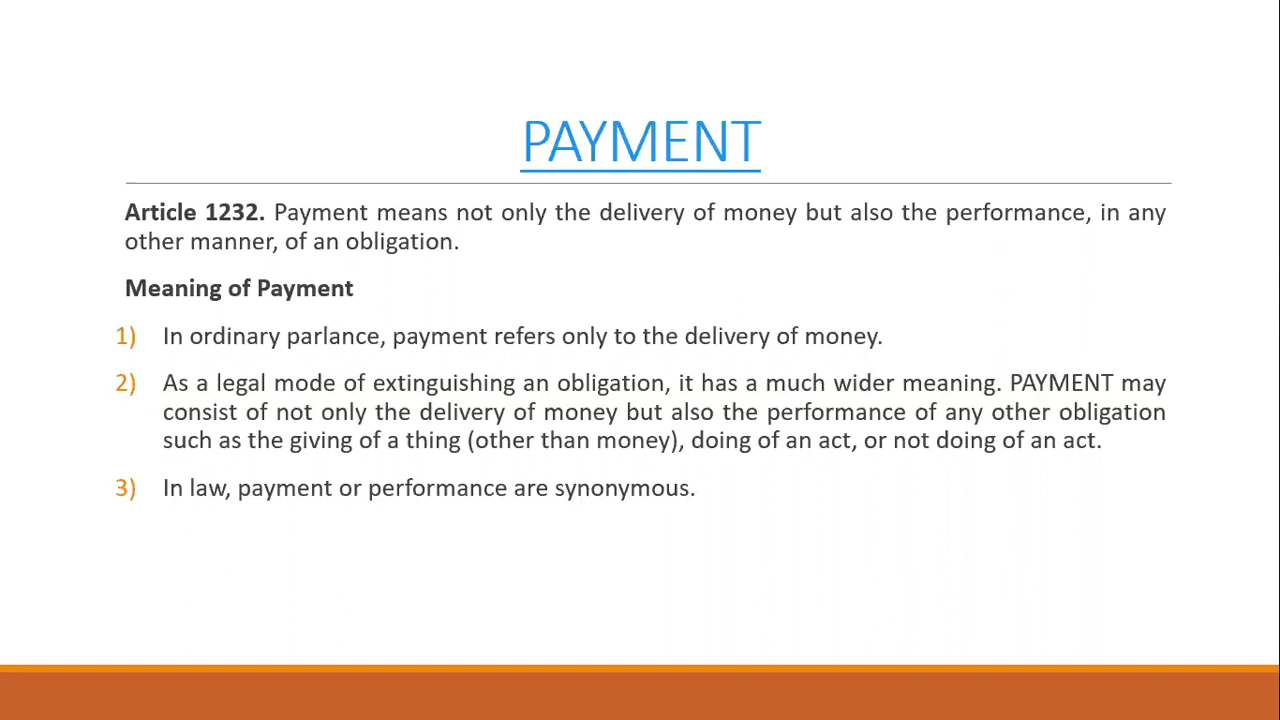 PAYMENT
Article 1232. Payment means not only the delivery of money but also the performance, in any
other manner, of an obligation.
Meaning of Payment
1) In ordinary parlance, payment refers only to the delivery of money.
2) As a legal mode of extinguishing an obligation, it has a much wider meaning. PAYMENT may
consist of not only the delivery of money but also the performance of any other obligation
such as the giving of a thing (other than money), doing of an act, or not doing of an act.
3) In law, payment or performance are synonymous.